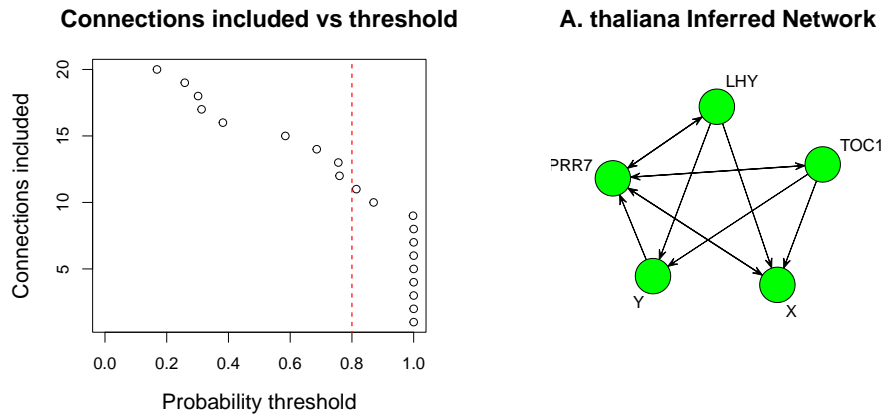 Connections included vs threshold
Connections included
20
15
10
5
0.0 0.2 0.4 0.6 0.8 1.0
Probability threshold
A. thaliana Inferred Network
LHY
TOC1
PRR7
Y
X